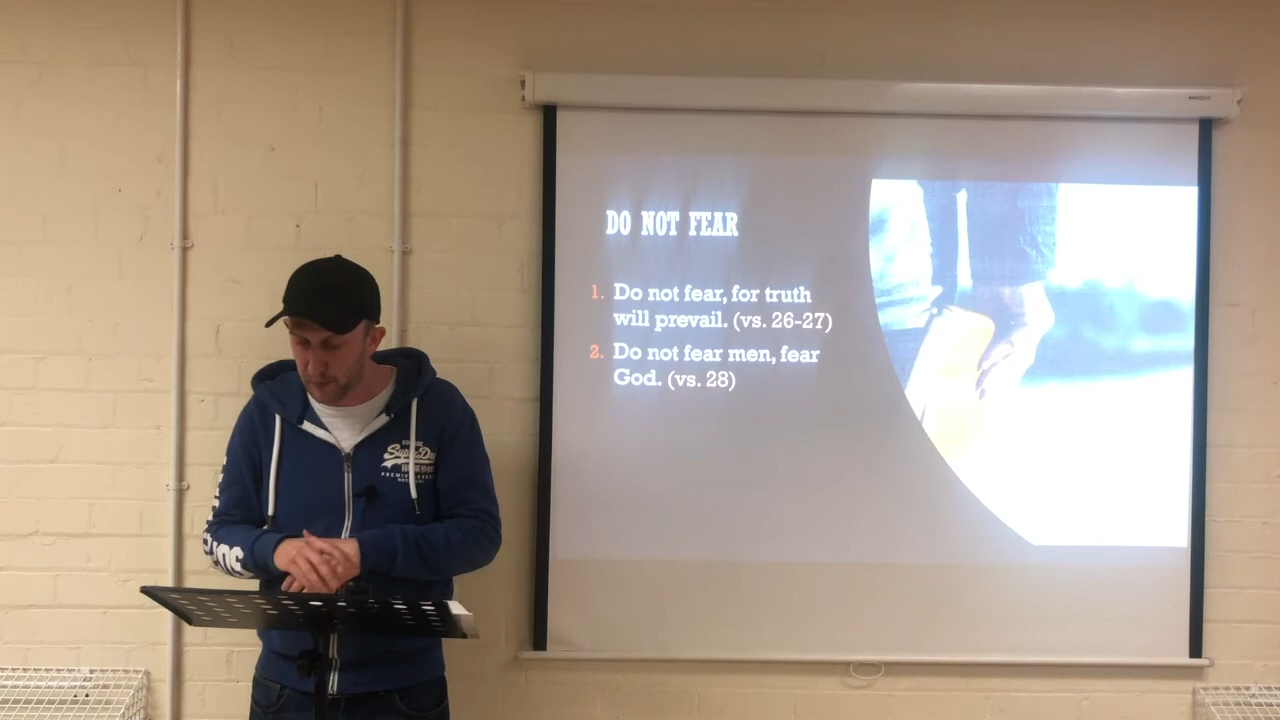 DO NOT FEAR
1. Do not fear, for truth
will prevail. (vs. 26-27)
2. Do not fear men, fear
God. (vs. 28)